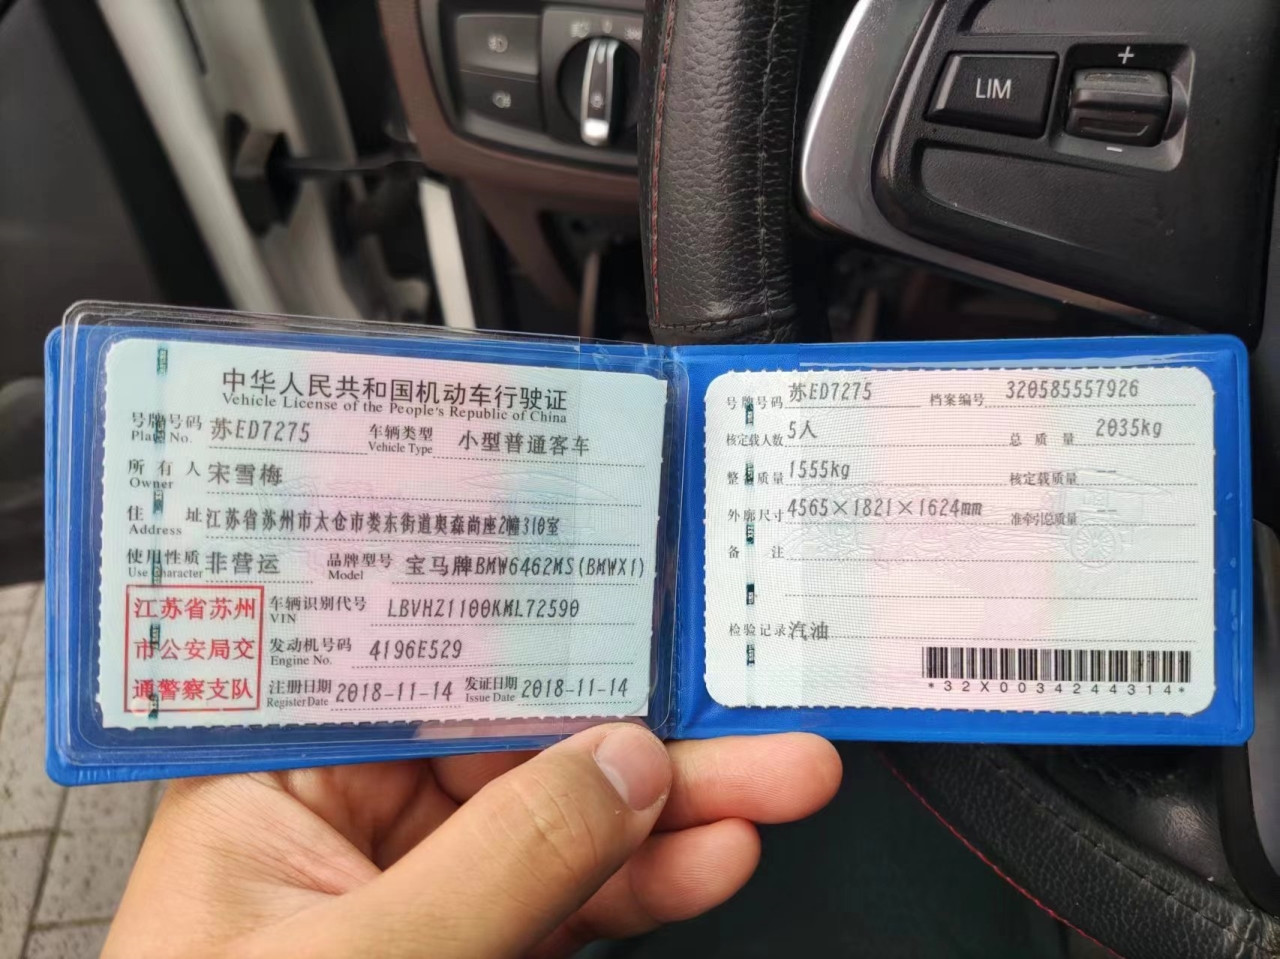 LIM
+
−
中华人民共和国机动车行驶证
Vehicle License of the People's Republic of China
号牌号码 苏ED7275 车辆类型 小型普通客车
Plate No. Vehicle Type
所有人 宋雪梅
Owner
住址 江苏省苏州市太仓市娄东街道奥森尚座2幢310室
Address
使用性质 非营运 品牌型号 宝马牌BMW6462MS(BMWX1)
Use Character Model
江苏省苏州
市公安局交
通警察支队
车辆识别代号 LBVHZ1100KML72590
VIN
发动机号码 4196E529
Engine No.
注册日期 2018-11-14 发证日期 2018-11-14
Register Date Issue Date
号牌号码 苏ED7275 档案编号 320585557926
核定载人数 5人 总质量 2035kg
整备质量 1555kg 核定载质量 --
外廓尺寸 4565×1821×1624mm 准牵引总质量 --
备注
检验记录 汽油
*32X0034244314*